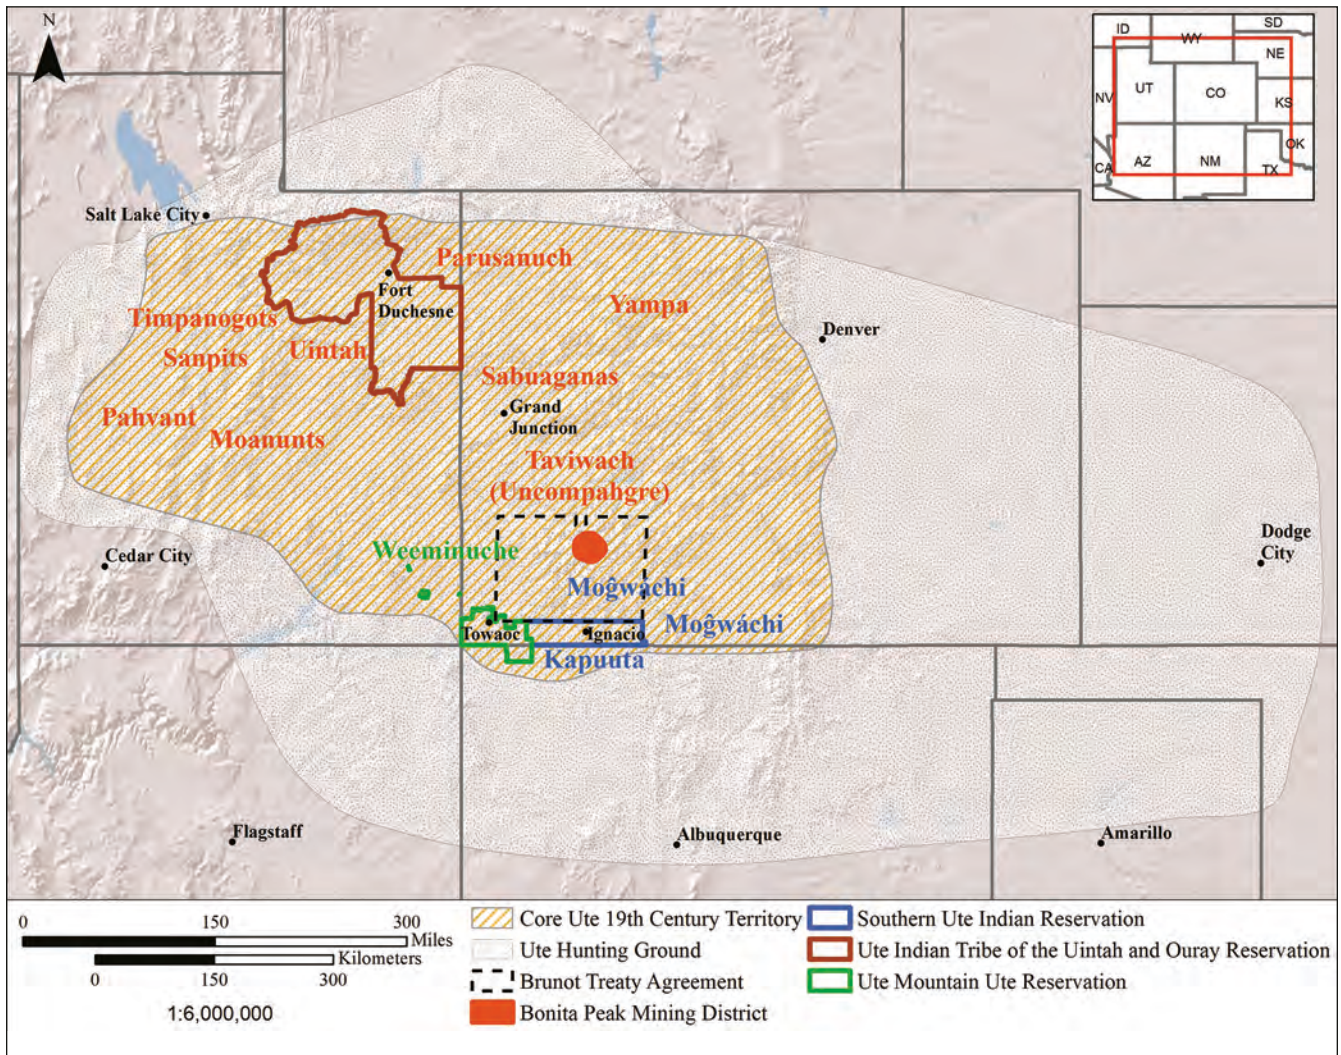 N
ID
WY
SD
NE
NV
UT
CO
KS
CA
AZ
NM
OK
TX
Salt Lake City
Parusanuch
Fort
Duchesne
Yampa
Timpanogots
Denver
Sanpits
Uintah
Sabuaganas
Grand
Junction
Pahvant
Moanunts
Taviwach
(Uncompahgre)
Dodge
City
Cedar City
Weeminuche
Moĝwáchi
Moĝwáchi
Towaoc
Ignacio
Kapuuta
Flagstaff
Albuquerque
Amarillo
0 150 300
Miles
Kilometers
0 150 300
1:6,000,000
Core Ute 19th Century Territory
Ute Hunting Ground
Brunot Treaty Agreement
Bonita Peak Mining District
Southern Ute Indian Reservation
Ute Indian Tribe of the Uintah and Ouray Reservation
Ute Mountain Ute Reservation